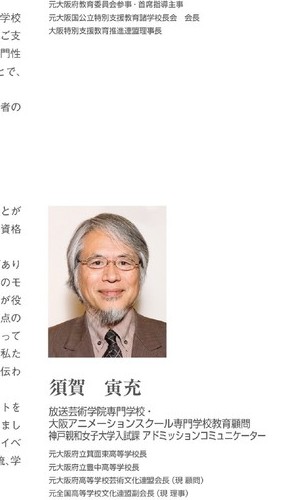 元大阪府教育委員会参事・首席指導主事
元大阪国公立特別支援教育諸学校長会　会長
大阪特別支援教育推進連盟理事長
学校
ご支
門性
とで、
者の
とが
資格
あり
のモ
が役
点の
って
私た
伝わ
トを
まし
イベ
流、学
須賀　寅充
放送芸術学院専門学校・
大阪アニメーションスクール専門学校教育顧問
神戸親和女子大学入試課 アドミッションコミュニケーター
元大阪府立箕面東高等学校長
元大阪府立豊中高等学校長
元大阪府高等学校芸術文化連盟会長（現 顧問）
元全国高等学校文化連盟副会長（現 理事）